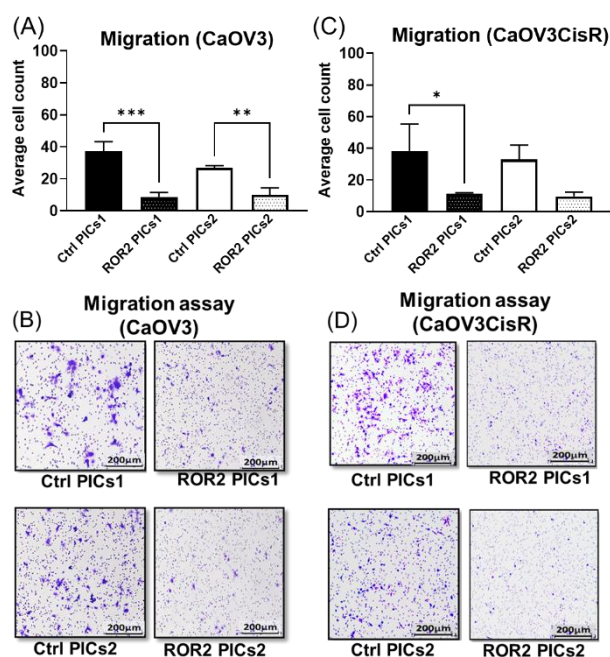 (A)
Migration (CaOV3)
Average cell count
100
80
60
40
20
0
***
**
Ctrl PICs1
ROR2 PICs1
Ctrl PICs2
ROR2 PICs2
(C)
Migration (CaOV3CisR)
Average cell count
100
80
60
40
20
0
*
Ctrl PICs1
ROR2 PICs1
Ctrl PICs2
ROR2 PICs2
(B)
Migration assay
(CaOV3)
200µm
200µm
Ctrl PICs1
ROR2 PICs1
200µm
200µm
Ctrl PICs2
ROR2 PICs2
(D)
Migration assay
(CaOV3CisR)
200µm
200µm
Ctrl PICs1
ROR2 PICs1
200µm
200µm
Ctrl PICs2
ROR2 PICs2